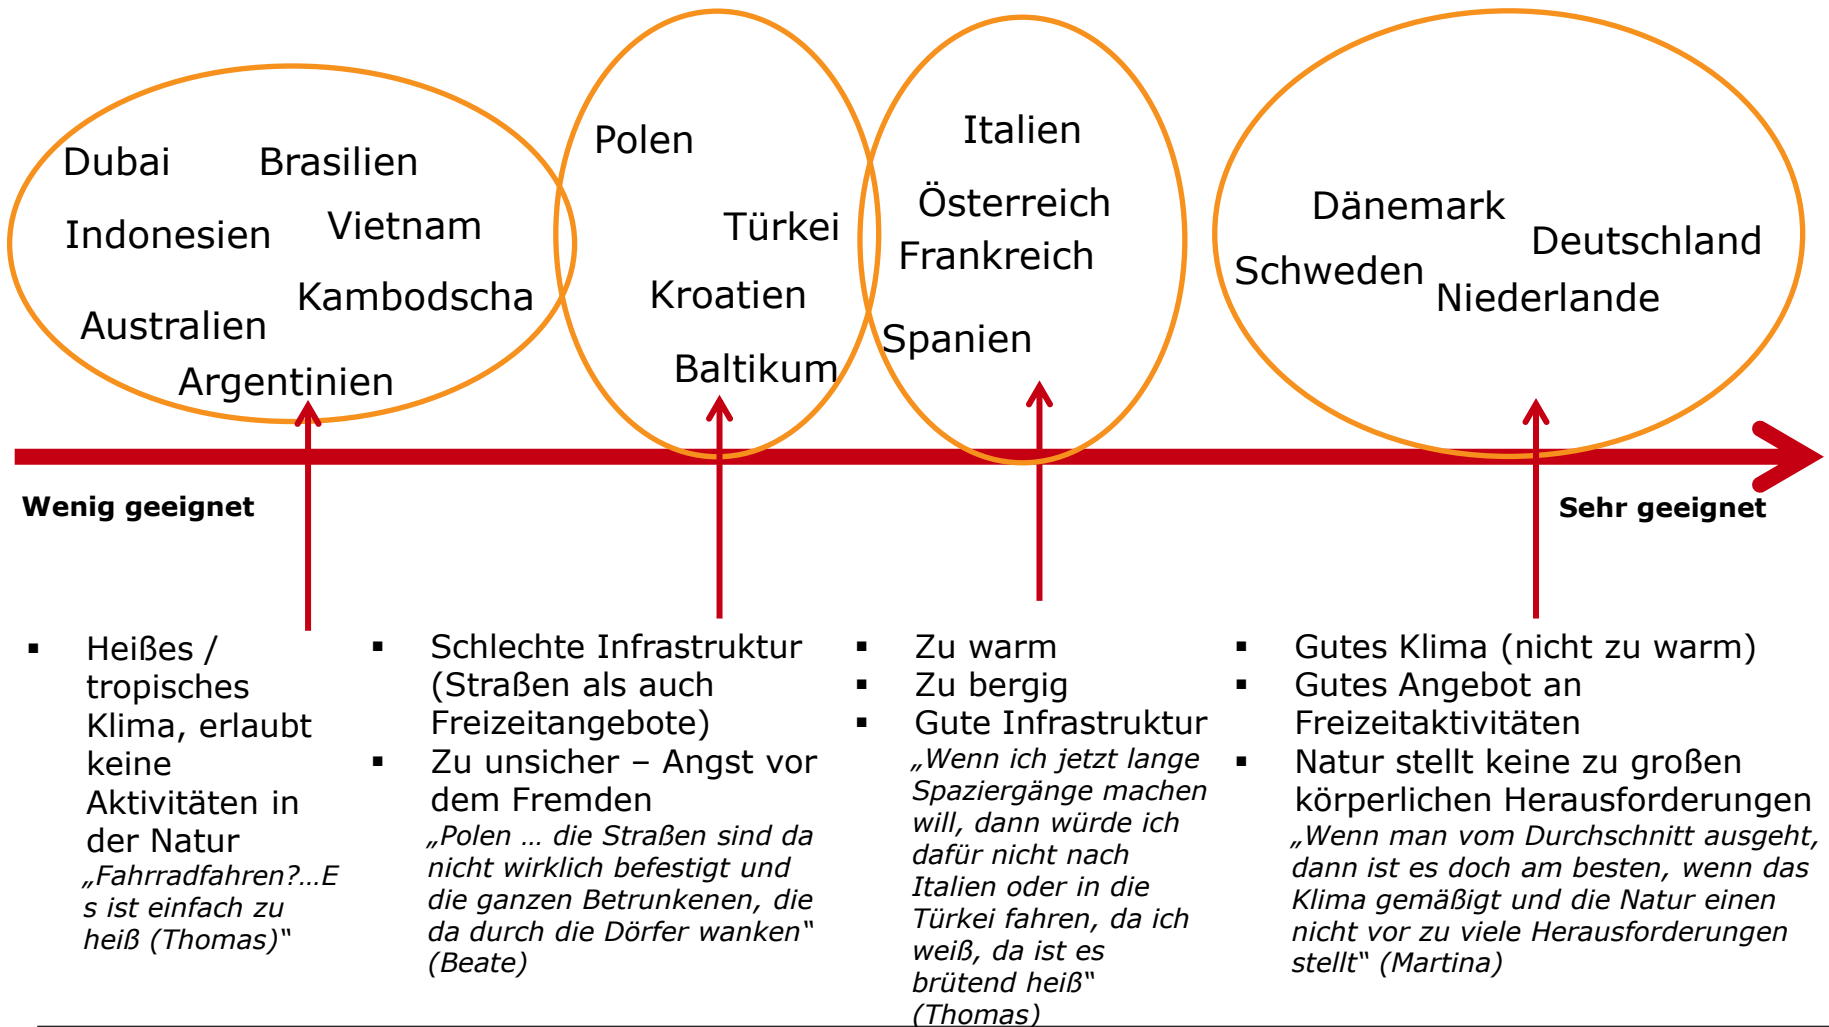 Dubai
Brasilien
Indonesien
Vietnam
Kambodscha
Australien
Argentinien
Polen
Türkei
Kroatien
Baltikum
Italien
Österreich
Frankreich
Spanien
Dänemark
Deutschland
Schweden
Niederlande
Wenig geeignet
Sehr geeignet
▪ Heißes /
tropisches
Klima, erlaubt
keine
Aktivitäten in
der Natur
„Fahrradfahren?...E
s ist einfach zu
heiß (Thomas)“
▪ Schlechte Infrastruktur
(Straßen als auch
Freizeitangebote)
▪ Zu unsicher – Angst vor
dem Fremden
„Polen … die Straßen sind da
nicht wirklich befestigt und
die ganzen Betrunkenen, die
da durch die Dörfer wanken“
(Beate)
▪ Zu warm
▪ Zu bergig
▪ Gute Infrastruktur
„Wenn ich jetzt lange
Spaziergänge machen
will, dann würde ich
dafür nicht nach
Italien oder in die
Türkei fahren, da ich
weiß, da ist es
brütend heiß“
(Thomas)
▪ Gutes Klima (nicht zu warm)
▪ Gutes Angebot an
Freizeitaktivitäten
▪ Natur stellt keine zu großen
körperlichen Herausforderungen
„Wenn man vom Durchschnitt ausgeht,
dann ist es doch am besten, wenn das
Klima gemäßigt und die Natur einen
nicht vor zu viele Herausforderungen
stellt“ (Martina)